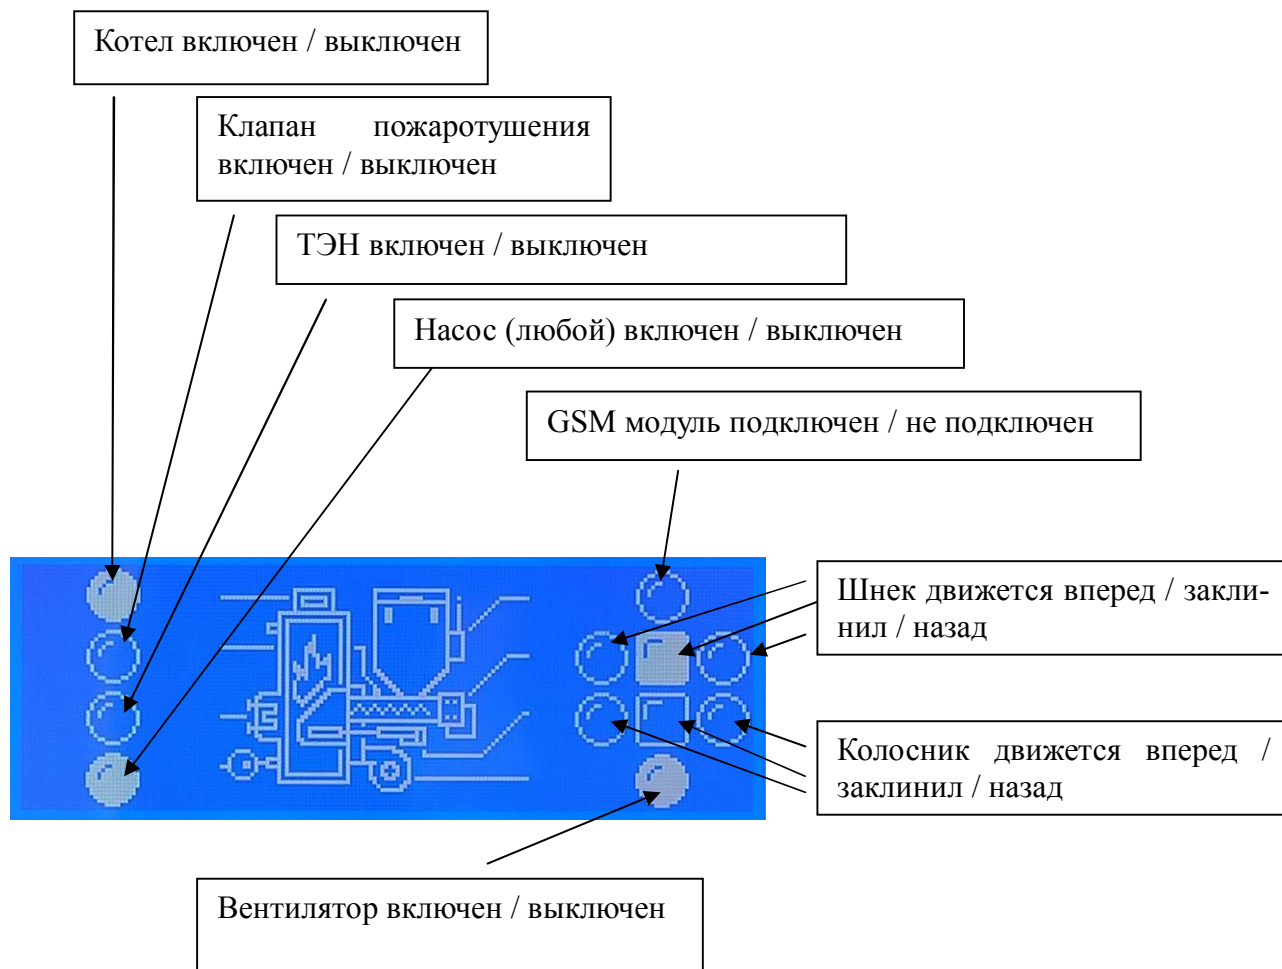 Котел включен / выключен
Клапан пожаротушения
включен / выключен
ТЭН включен / выключен
Насос (любой) включен / выключен
GSM модуль подключен / не подключен
Шнек движется вперед / закли-
нил / назад
Колосник движется вперед /
заклинил / назад
Вентилятор включен / выключен